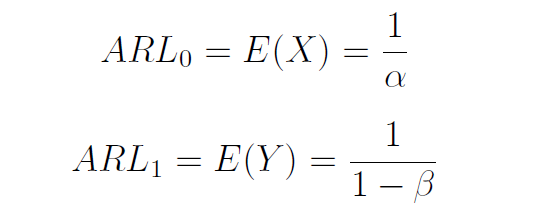 ARL₀ = E(X) = 1/α
ARL₁ = E(Y) = 1/(1 − β)